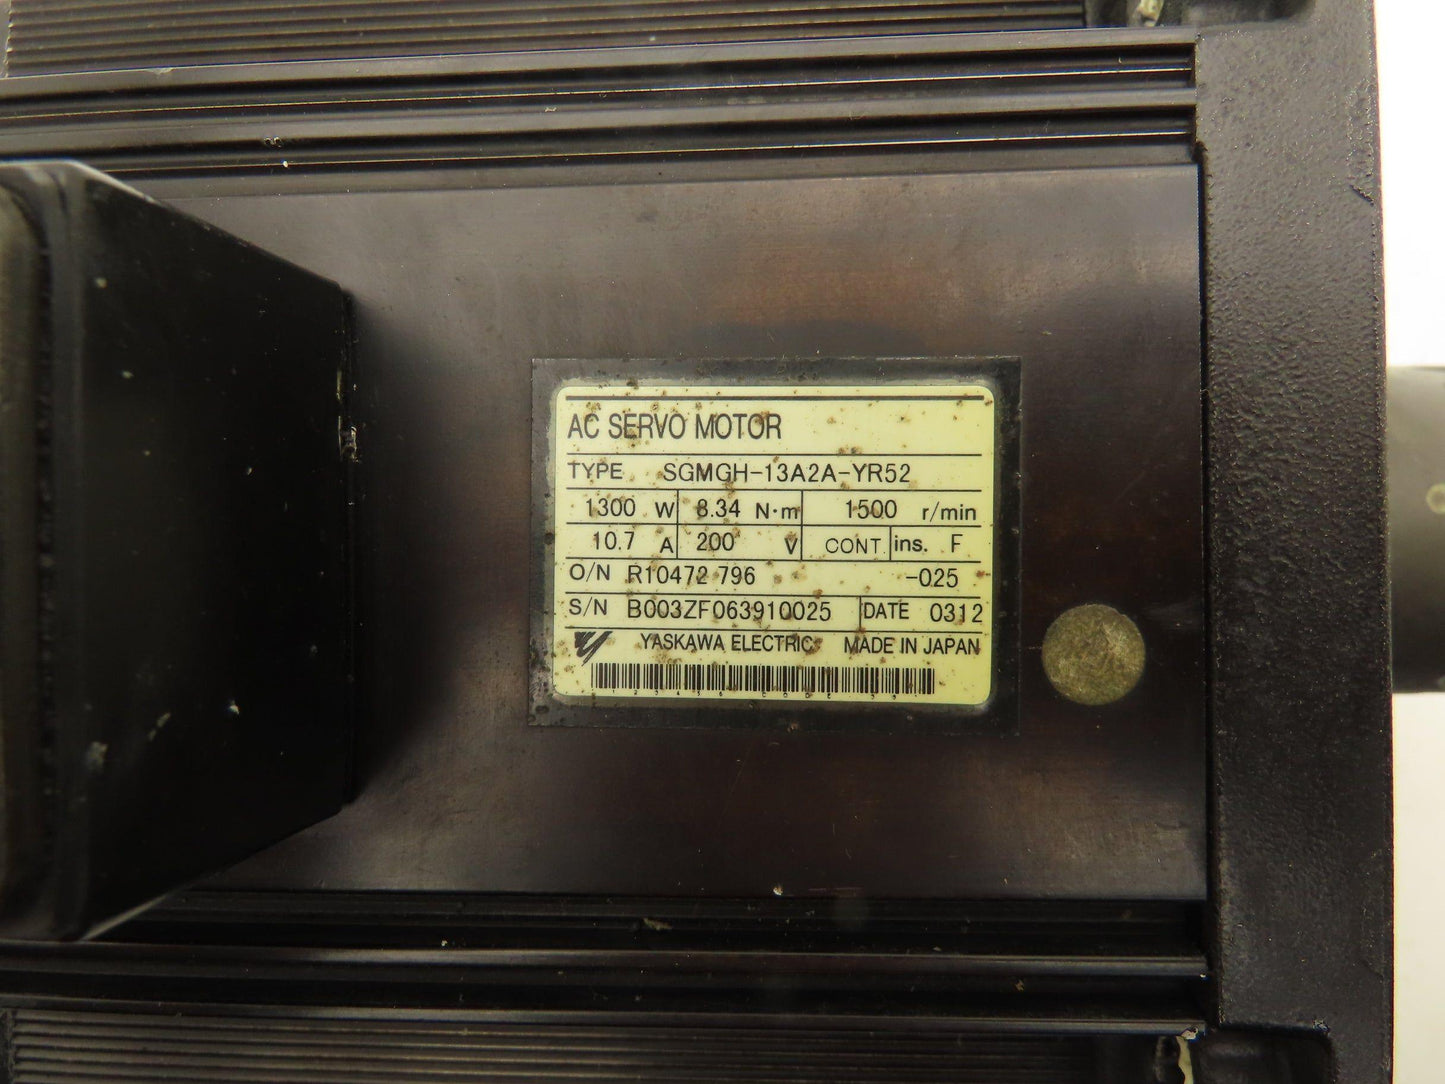 AC SERVO MOTOR
TYPE SGMGH-13A2A-YR52
1300 W 8.34 N·m 1500 r/min
10.7 A 200 V CONT ins. F
O/N R10472 796 -025
S/N B003ZF063910025 DATE 0312
YASKAWA ELECTRIC MADE IN JAPAN